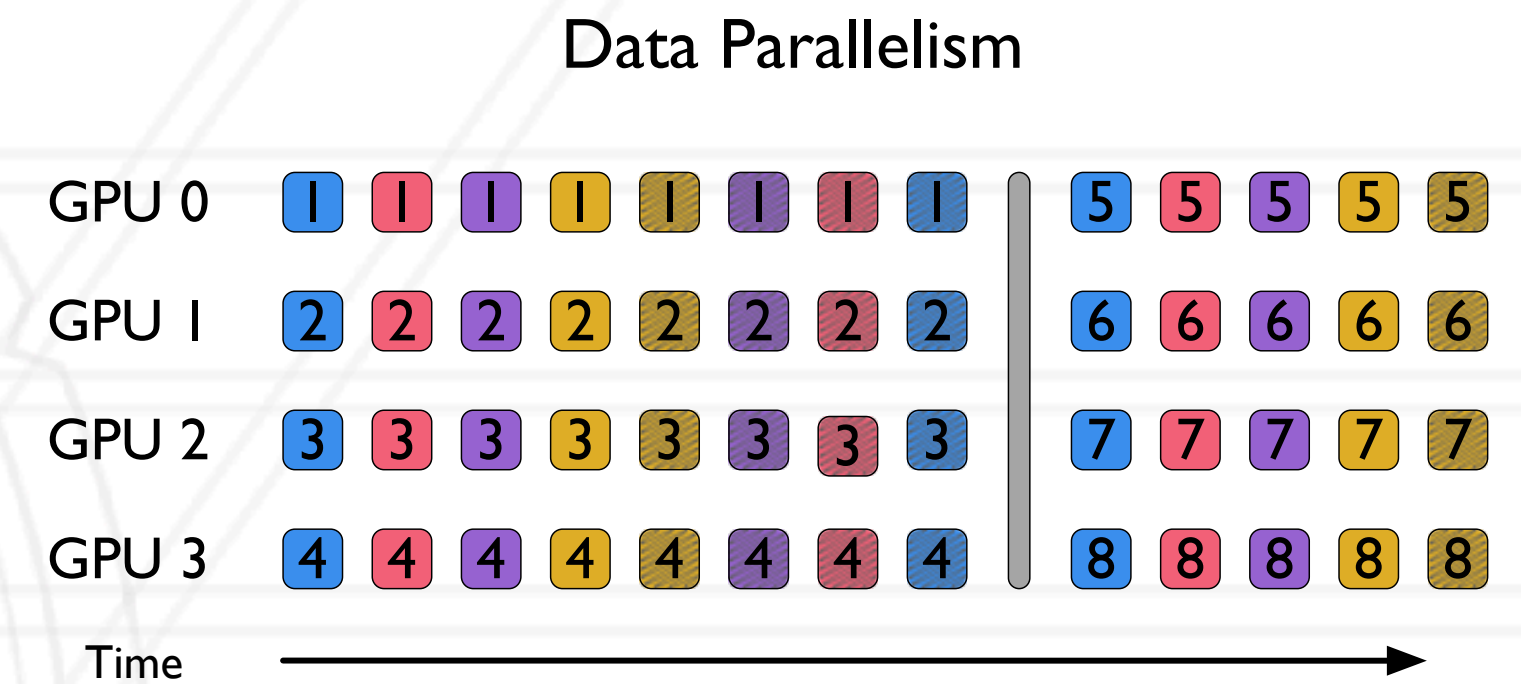 Data Parallelism
GPU 0 1 1 1 1 1 1 1 1 5 5 5 5 5
GPU 1 2 2 2 2 2 2 2 2 6 6 6 6 6
GPU 2 3 3 3 3 3 3 3 3 7 7 7 7 7
GPU 3 4 4 4 4 4 4 4 4 8 8 8 8 8
Time